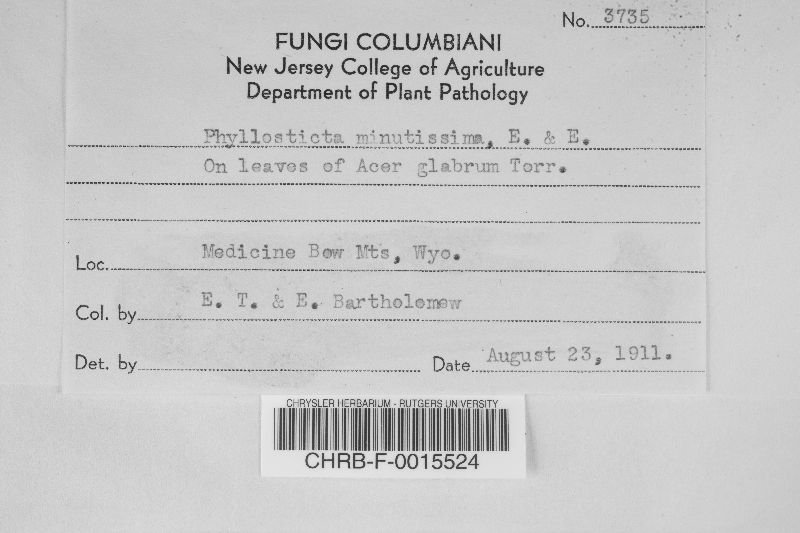 No. 3735
FUNGI COLUMBIANI
New Jersey College of Agriculture
Department of Plant Pathology
Phyllosticta minutissima, E. & E.
On leaves of Acer glabrum Torr.
Loc. Medicine Bow Mts, Wyo.
Col. by E. T. & E. Bartholomew
Det. by Date August 23, 1911.
CHRYSLER HERBARIUM - RUTGERS UNIVERSITY
CHRB-F-0015524